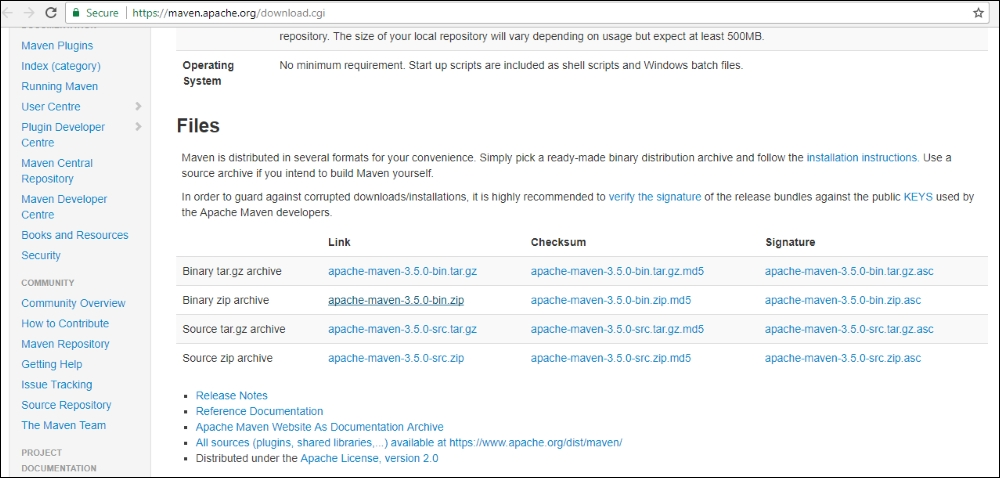 Secure https://maven.apache.org/download.cgi
Maven Plugins
Index (category)
Running Maven
User Centre
Plugin Developer
Centre
Maven Central
Repository
Maven Developer
Centre
Books and Resources
Security
COMMUNITY
Community Overview
How to Contribute
Maven Repository
Getting Help
Issue Tracking
Source Repository
The Maven Team
PROJECT
DOCUMENTATION
repository. The size of your local repository will vary depending on usage but expect at least 500MB.
Operating No minimum requirement. Start up scripts are included as shell scripts and Windows batch files.
System
Files
Maven is distributed in several formats for your convenience. Simply pick a ready-made binary distribution archive and follow the installation instructions. Use a
source archive if you intend to build Maven yourself.
In order to guard against corrupted downloads/installations, it is highly recommended to verify the signature of the release bundles against the public KEYS used by
the Apache Maven developers.
Link Checksum Signature
Binary tar.gz archive apache-maven-3.5.0-bin.tar.gz apache-maven-3.5.0-bin.tar.gz.md5 apache-maven-3.5.0-bin.tar.gz.asc
Binary zip archive apache-maven-3.5.0-bin.zip apache-maven-3.5.0-bin.zip.md5 apache-maven-3.5.0-bin.zip.asc
Source tar.gz archive apache-maven-3.5.0-src.tar.gz apache-maven-3.5.0-src.tar.gz.md5 apache-maven-3.5.0-src.tar.gz.asc
Source zip archive apache-maven-3.5.0-src.zip apache-maven-3.5.0-src.zip.md5 apache-maven-3.5.0-src.zip.asc
Release Notes
Reference Documentation
Apache Maven Website As Documentation Archive
All sources (plugins, shared libraries,...) available at https://www.apache.org/dist/maven/
Distributed under the Apache License, version 2.0